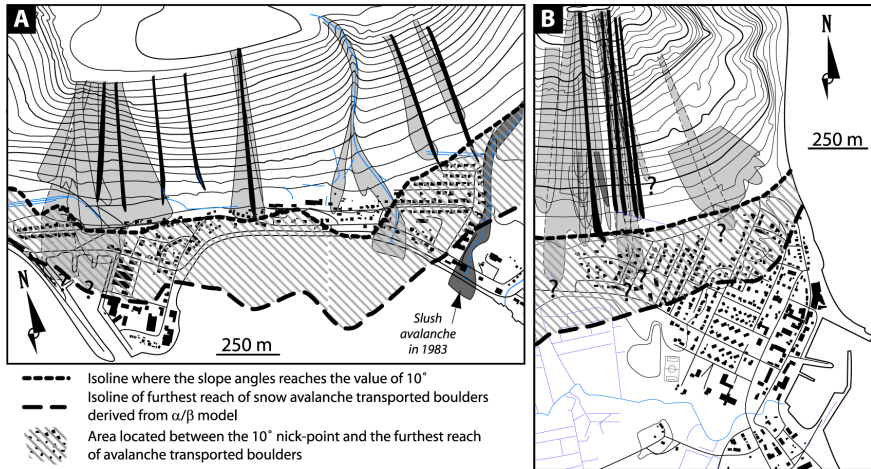 A
B
N
250 m
?
Slush
avalanche
in 1983
N
250 m
?
?
?
?
?
Isoline where the slope angles reaches the value of 10°
Isoline of furthest reach of snow avalanche transported boulders
derived from α/β model
Area located between the 10° nick-point and the furthest reach
of avalanche transported boulders